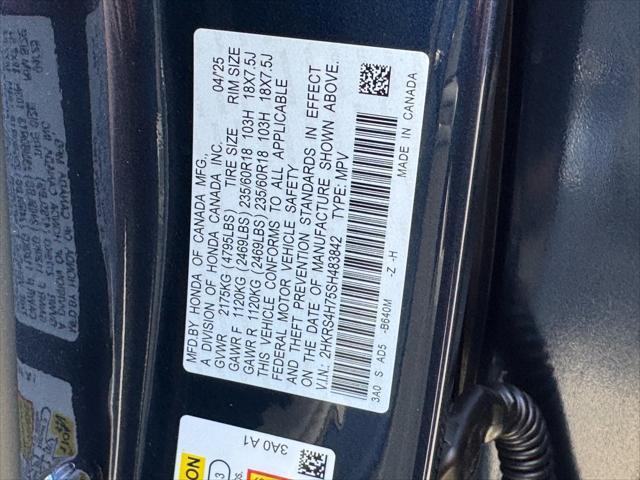 MFD.BY HONDA OF CANADA MFG.,
A DIVISION OF HONDA CANADA INC. 04/25
GVWR 2175KG (4795LBS) TIRE SIZE RIM SIZE
GAWR F 1120KG (2469LBS) 235/60R18 103H 18X7.5J
GAWR R 1120KG (2469LBS) 235/60R18 103H 18X7.5J
THIS VEHICLE CONFORMS TO ALL APPLICABLE
FEDERAL MOTOR VEHICLE SAFETY
AND THEFT PREVENTION STANDARDS IN EFFECT
ON THE DATE OF MANUFACTURE SHOWN ABOVE.
V.I.N.: 2HKRS4H75SH483842 TYPE: MPV
3A0 S AD5 -B640M -Z -H MADE IN CANADA
3A0 A1